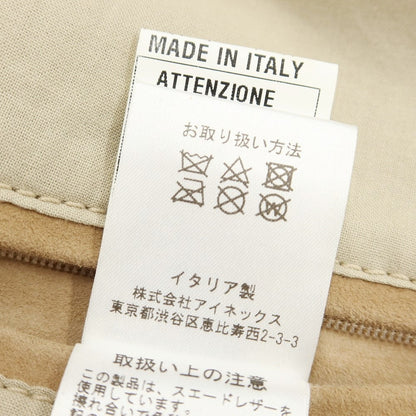 MADE IN ITALY
ATTENZIONE
お取り扱い方法
イタリア製
株式会社アイネックス
東京都渋谷区恵比寿西2-3-3
取扱い上の注意
この製品は、スエードレザーを
使用しています。